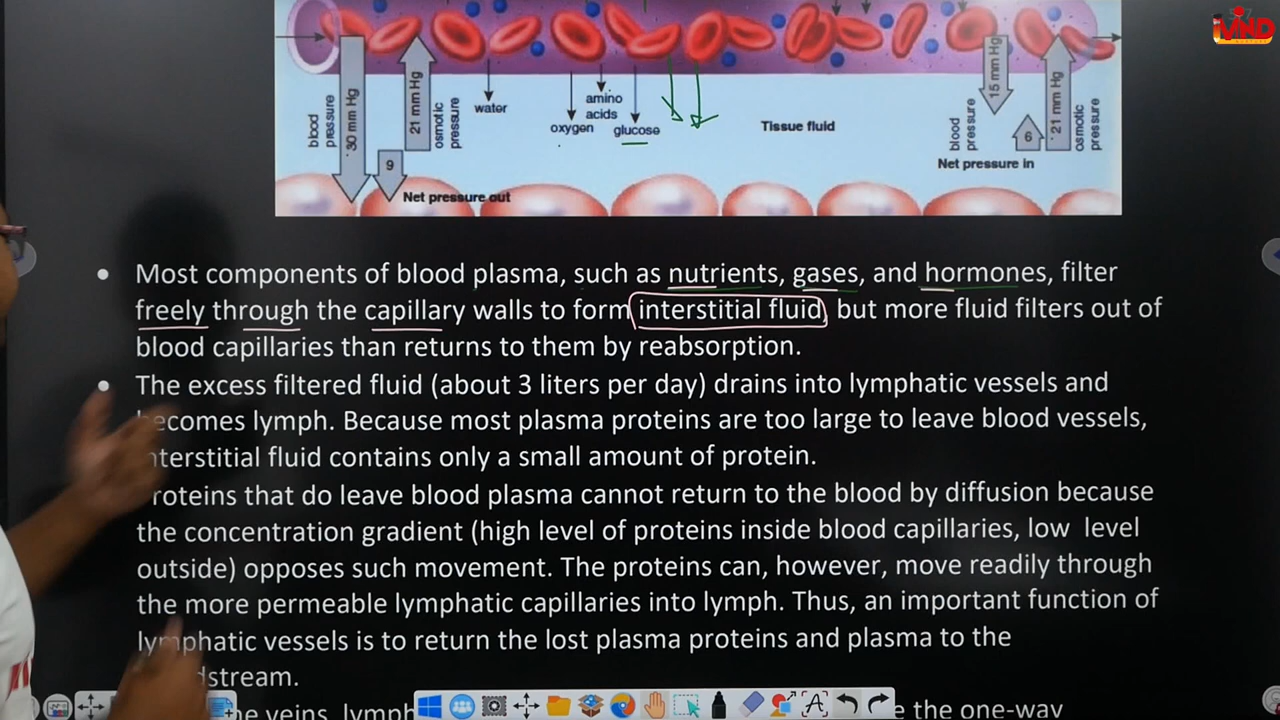 VND
blood pressure
30 mm Hg
21 mm Hg
osmotic pressure
9
Net pressure out
water
oxygen
amino acids
glucose
Tissue fluid
15 mm Hg
blood pressure
6
21 mm Hg
osmotic pressure
Net pressure in
• Most components of blood plasma, such as nutrients, gases, and hormones, filter
freely through the capillary walls to form interstitial fluid, but more fluid filters out of
blood capillaries than returns to them by reabsorption.
• The excess filtered fluid (about 3 liters per day) drains into lymphatic vessels and
ecomes lymph. Because most plasma proteins are too large to leave blood vessels,
nterstitial fluid contains only a small amount of protein.
roteins that do leave blood plasma cannot return to the blood by diffusion because
the concentration gradient (high level of proteins inside blood capillaries, low level
outside) opposes such movement. The proteins can, however, move readily through
the more permeable lymphatic capillaries into lymph. Thus, an important function of
lymphatic vessels is to return the lost plasma proteins and plasma to the
dstream.
he veins, lymph
e the one-way